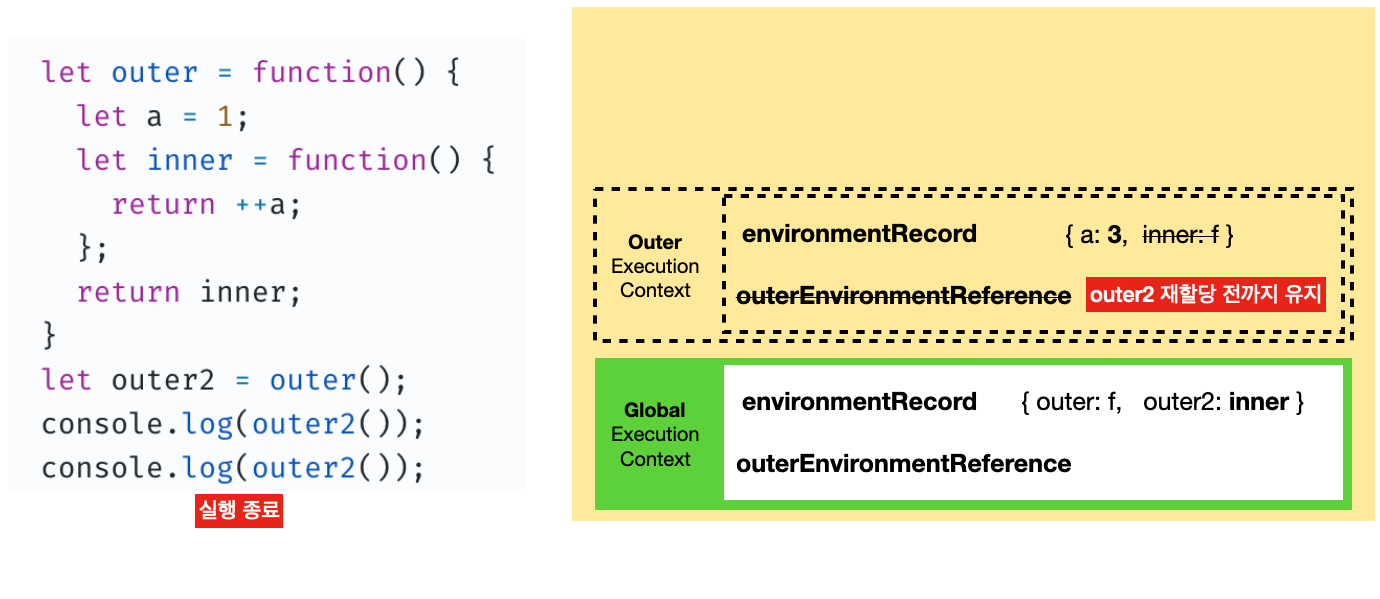 let outer = function() {
let a = 1;
let inner = function() {
return ++a;
};
return inner;
}
let outer2 = outer();
console.log(outer2());
console.log(outer2());
실행 종료
Outer
Execution
Context
environmentRecord { a: 3, inner: f }
outerEnvironmentReference outer2 재할당 전까지 유지
Global
Execution
Context
environmentRecord { outer: f, outer2: inner }
outerEnvironmentReference